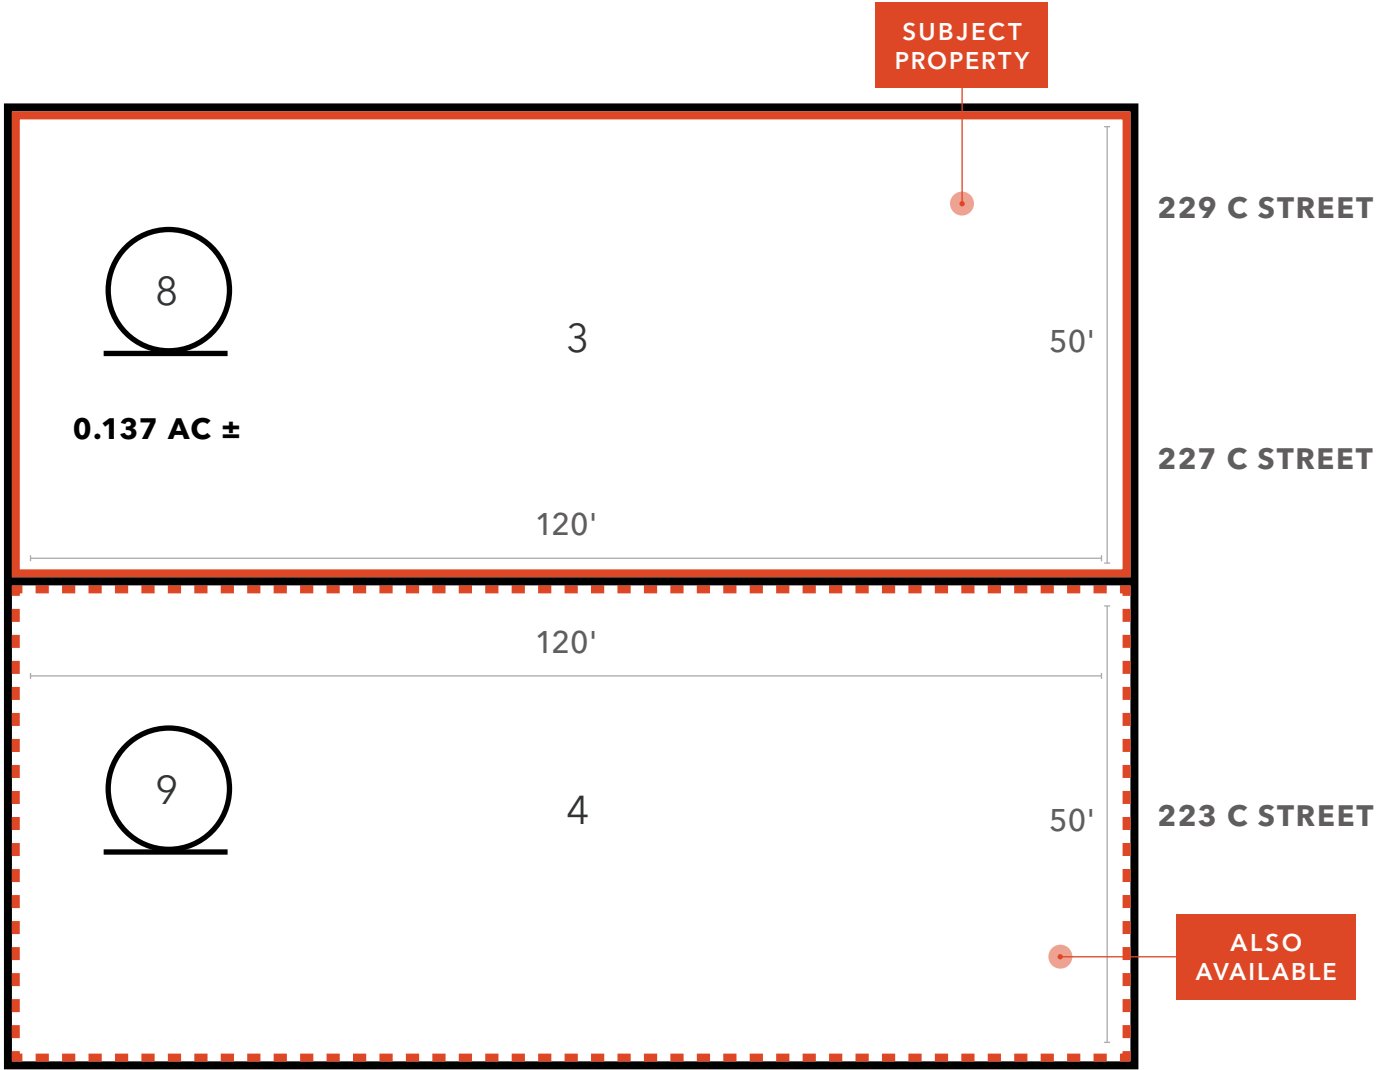 SUBJECT
PROPERTY
229 C STREET
8
3
50'
0.137 AC ±
227 C STREET
120'
120'
9
4
50'
223 C STREET
ALSO
AVAILABLE